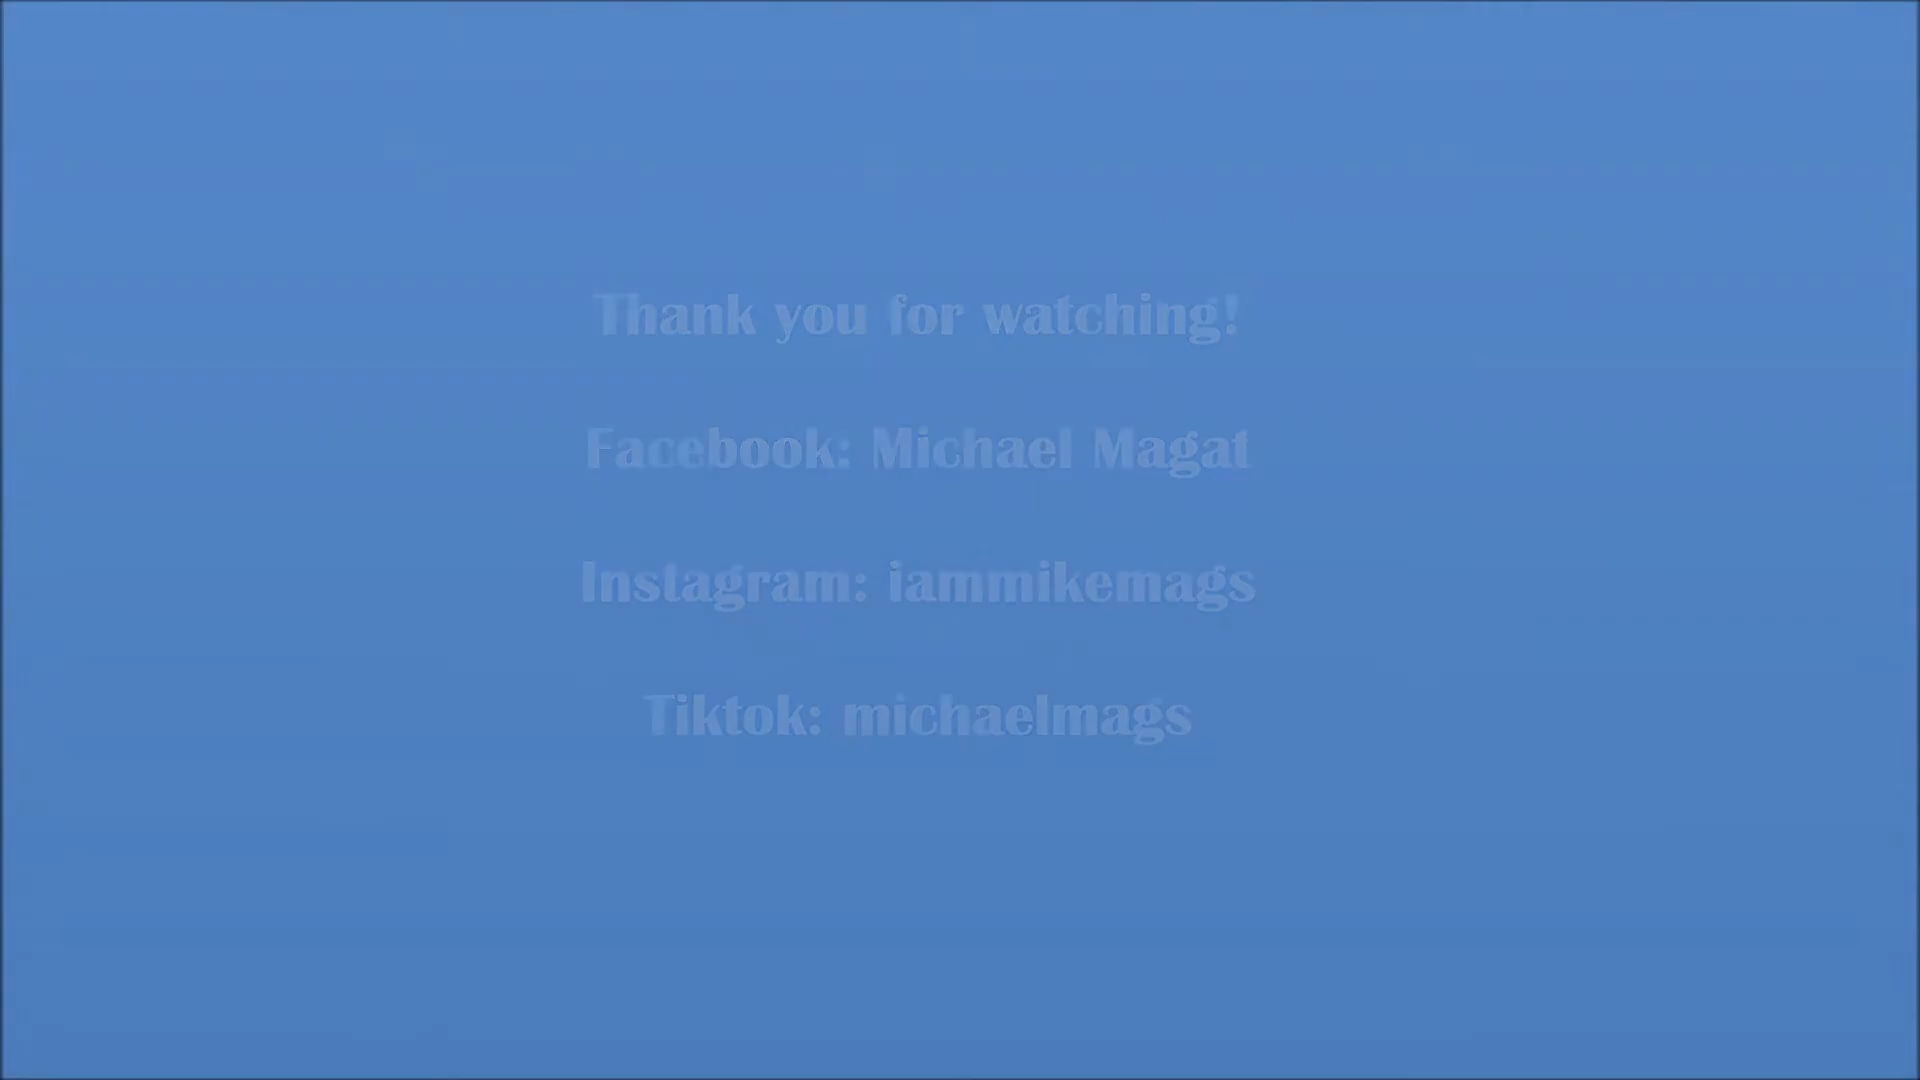 Thank you for watching!
Facebook: Michael Magat
Instagram: iammikemags
Tiktok: michaelmags